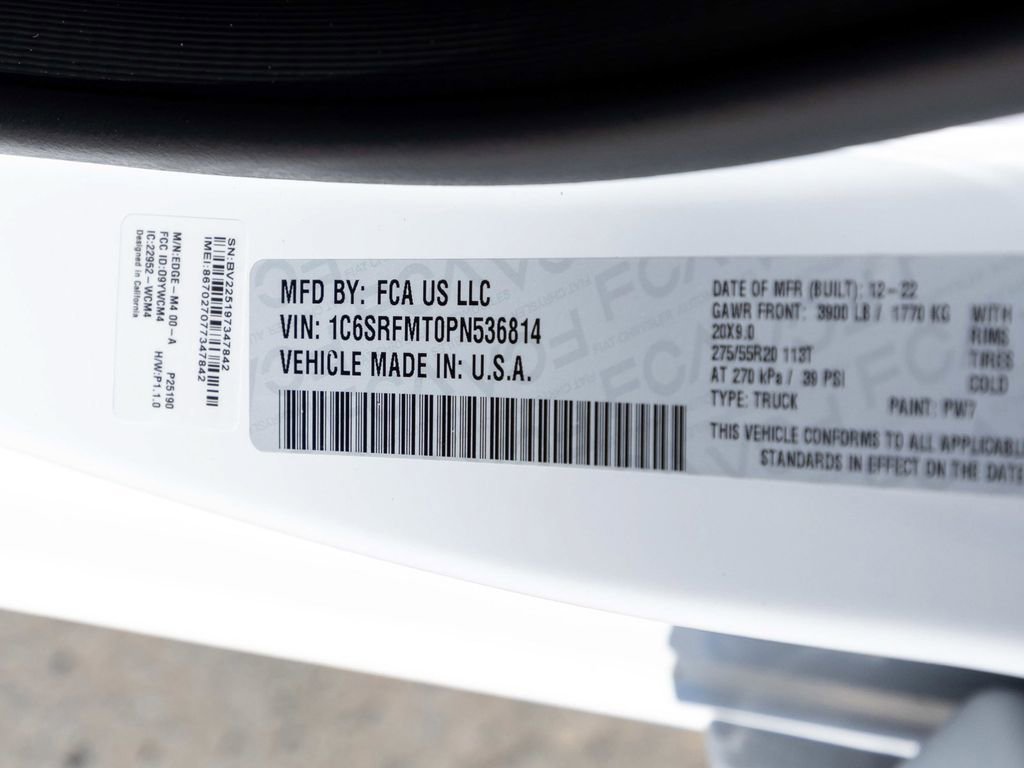 SN:BV225197347842
IMEI:867027077347842
M/N:EDGE-M4 00-A P25190
FCC ID:O9YWCM4 H/W:P1.1.0
IC:22952-WCM4
Designed in California
MFD BY: FCA US LLC
VIN: 1C6SRFMT0PN536814
VEHICLE MADE IN: U.S.A.
DATE OF MFR (BUILT): 12-22
GAWR FRONT: 3900 LB / 1770 KG WITH
20X9.0 RIMS
275/55R20 113T TIRES
AT 270 kPa / 39 PSI COLD
TYPE: TRUCK PAINT: PW7
THIS VEHICLE CONFORMS TO ALL APPLICABL
STANDARDS IN EFFECT ON THE DATE